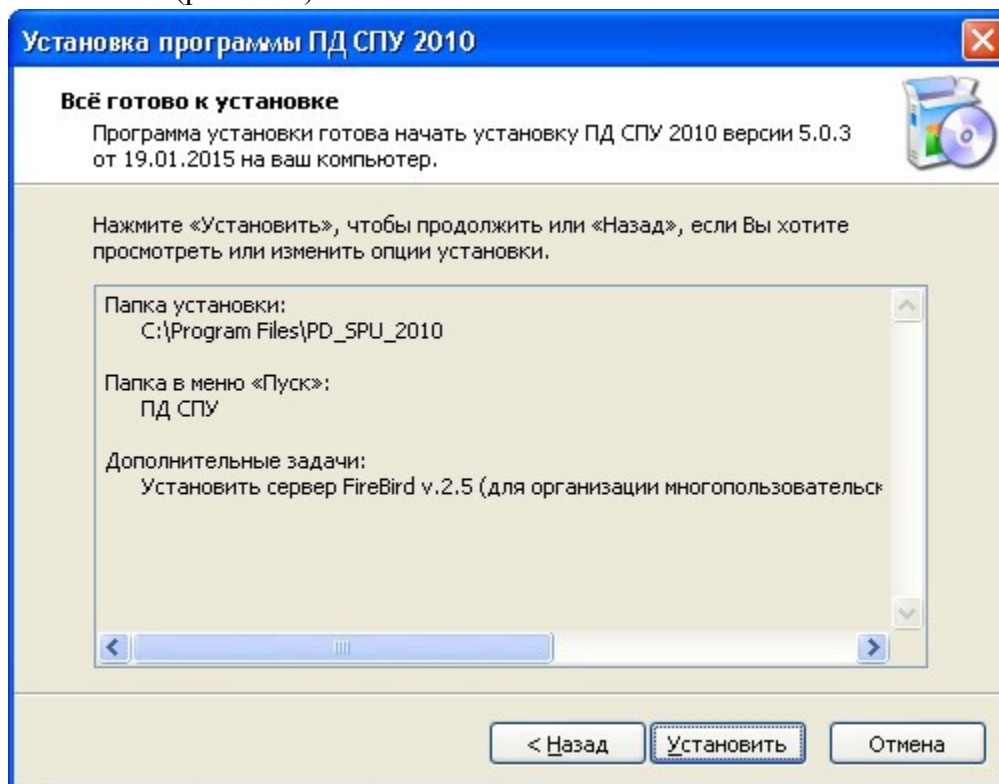 Установка программы ПД СПУ 2010
Всё готово к установке
Программа установки готова начать установку ПД СПУ 2010 версии 5.0.3
от 19.01.2015 на ваш компьютер.
Нажмите «Установить», чтобы продолжить или «Назад», если Вы хотите
просмотреть или изменить опции установки.
Папка установки:
C:\Program Files\PD_SPU_2010
Папка в меню «Пуск»:
ПД СПУ
Дополнительные задачи:
Установить сервер FireBird v.2.5 (для организации многопользовательск
< Назад
Установить
Отмена